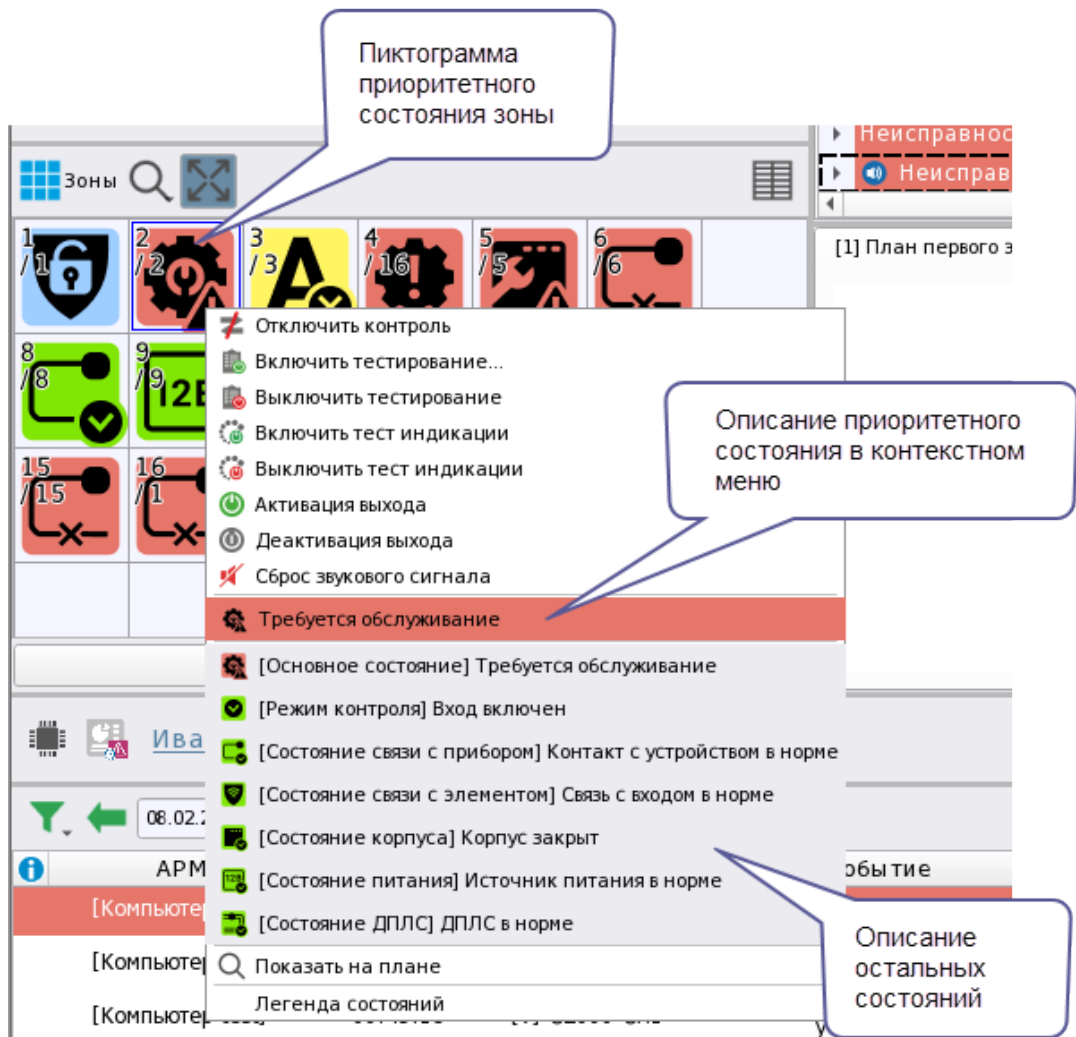 Пиктограмма
приоритетного
состояния зоны
Неисправнос
Зоны
Неисправ
1
/ 1
2
/ 2
3
/ 3
4
/ 16
5
/ 5
6
/6
[1] План первого э
Отключить контроль
8
/8
9
/9
12В
Включить тестирование...
Выключить тестирование
Включить тест индикации
Выключить тест индикации
Описание приоритетного
состояния в контекстном
меню
15
/15
16
/1
Активация выхода
Деактивация выхода
Сброс звукового сигнала
Требуется обслуживание
[Основное состояние] Требуется обслуживание
[Режим контроля] Вход включен
Ива
[Состояние связи с прибором] Контакт с устройством в норме
[Состояние связи с элементом] Связь с входом в норме
08.02.2
[Состояние корпуса] Корпус закрыт
АРМ
обытие
[Состояние питания] Источник питания в норме
[Компьюте
[Состояние ДПЛС] ДПЛС в норме
Описание
остальных
состояний
[Компьюте
Показать на плане
Легенда состояний
[Компьютер